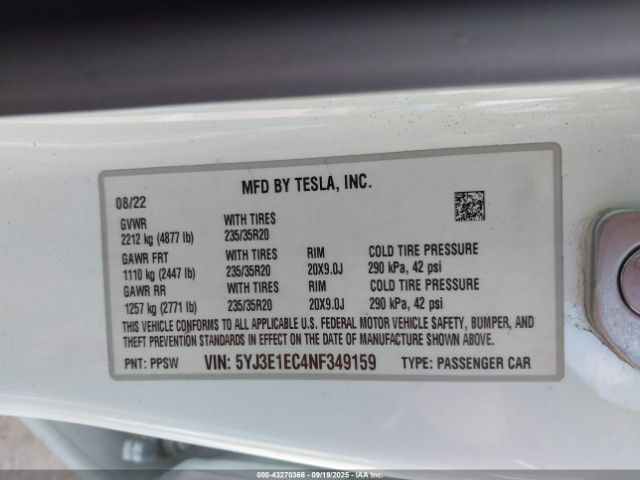 MFD BY TESLA, INC.
08/22
GVWR WITH TIRES
2212 kg (4877 lb) 235/35R20
GAWR FRT WITH TIRES RIM COLD TIRE PRESSURE
1110 kg (2447 lb) 235/35R20 20X9.0J 290 kPa, 42 psi
GAWR RR WITH TIRES RIM COLD TIRE PRESSURE
1257 kg (2771 lb) 235/35R20 20X9.0J 290 kPa, 42 psi
THIS VEHICLE CONFORMS TO ALL APPLICABLE U.S. FEDERAL MOTOR VEHICLE SAFETY, BUMPER, AND
THEFT PREVENTION STANDARDS IN EFFECT ON THE DATE OF MANUFACTURE SHOWN ABOVE.
PNT: PPSW VIN: 5YJ3E1EC4NF349159 TYPE: PASSENGER CAR
000-43270366 - 09/19/2025 - IAAI.COM